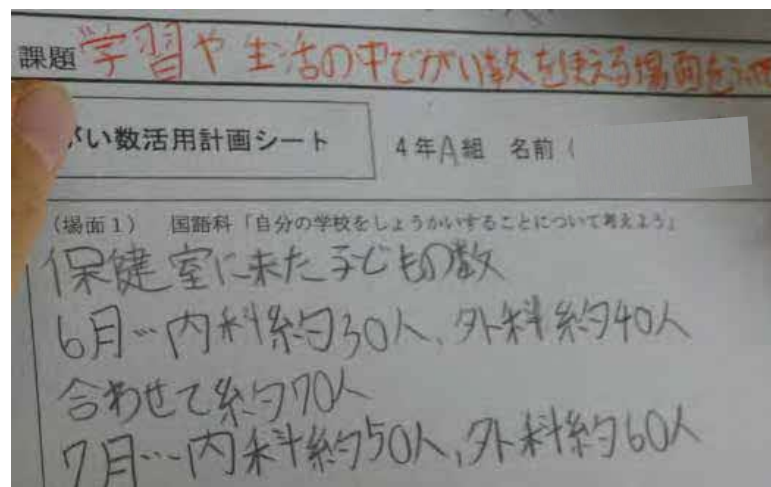 課題 学習や生活の中でがい数を使える場面を
がい数活用計画シート
4年A組 名前(
(場面1) 国語科「自分の学校をしょうかいすることについて考えよう」
保健室に来た子どもの数
6月…内科約30人、外科約40人
合わせて約70人
7月…内科約50人、外科約60人